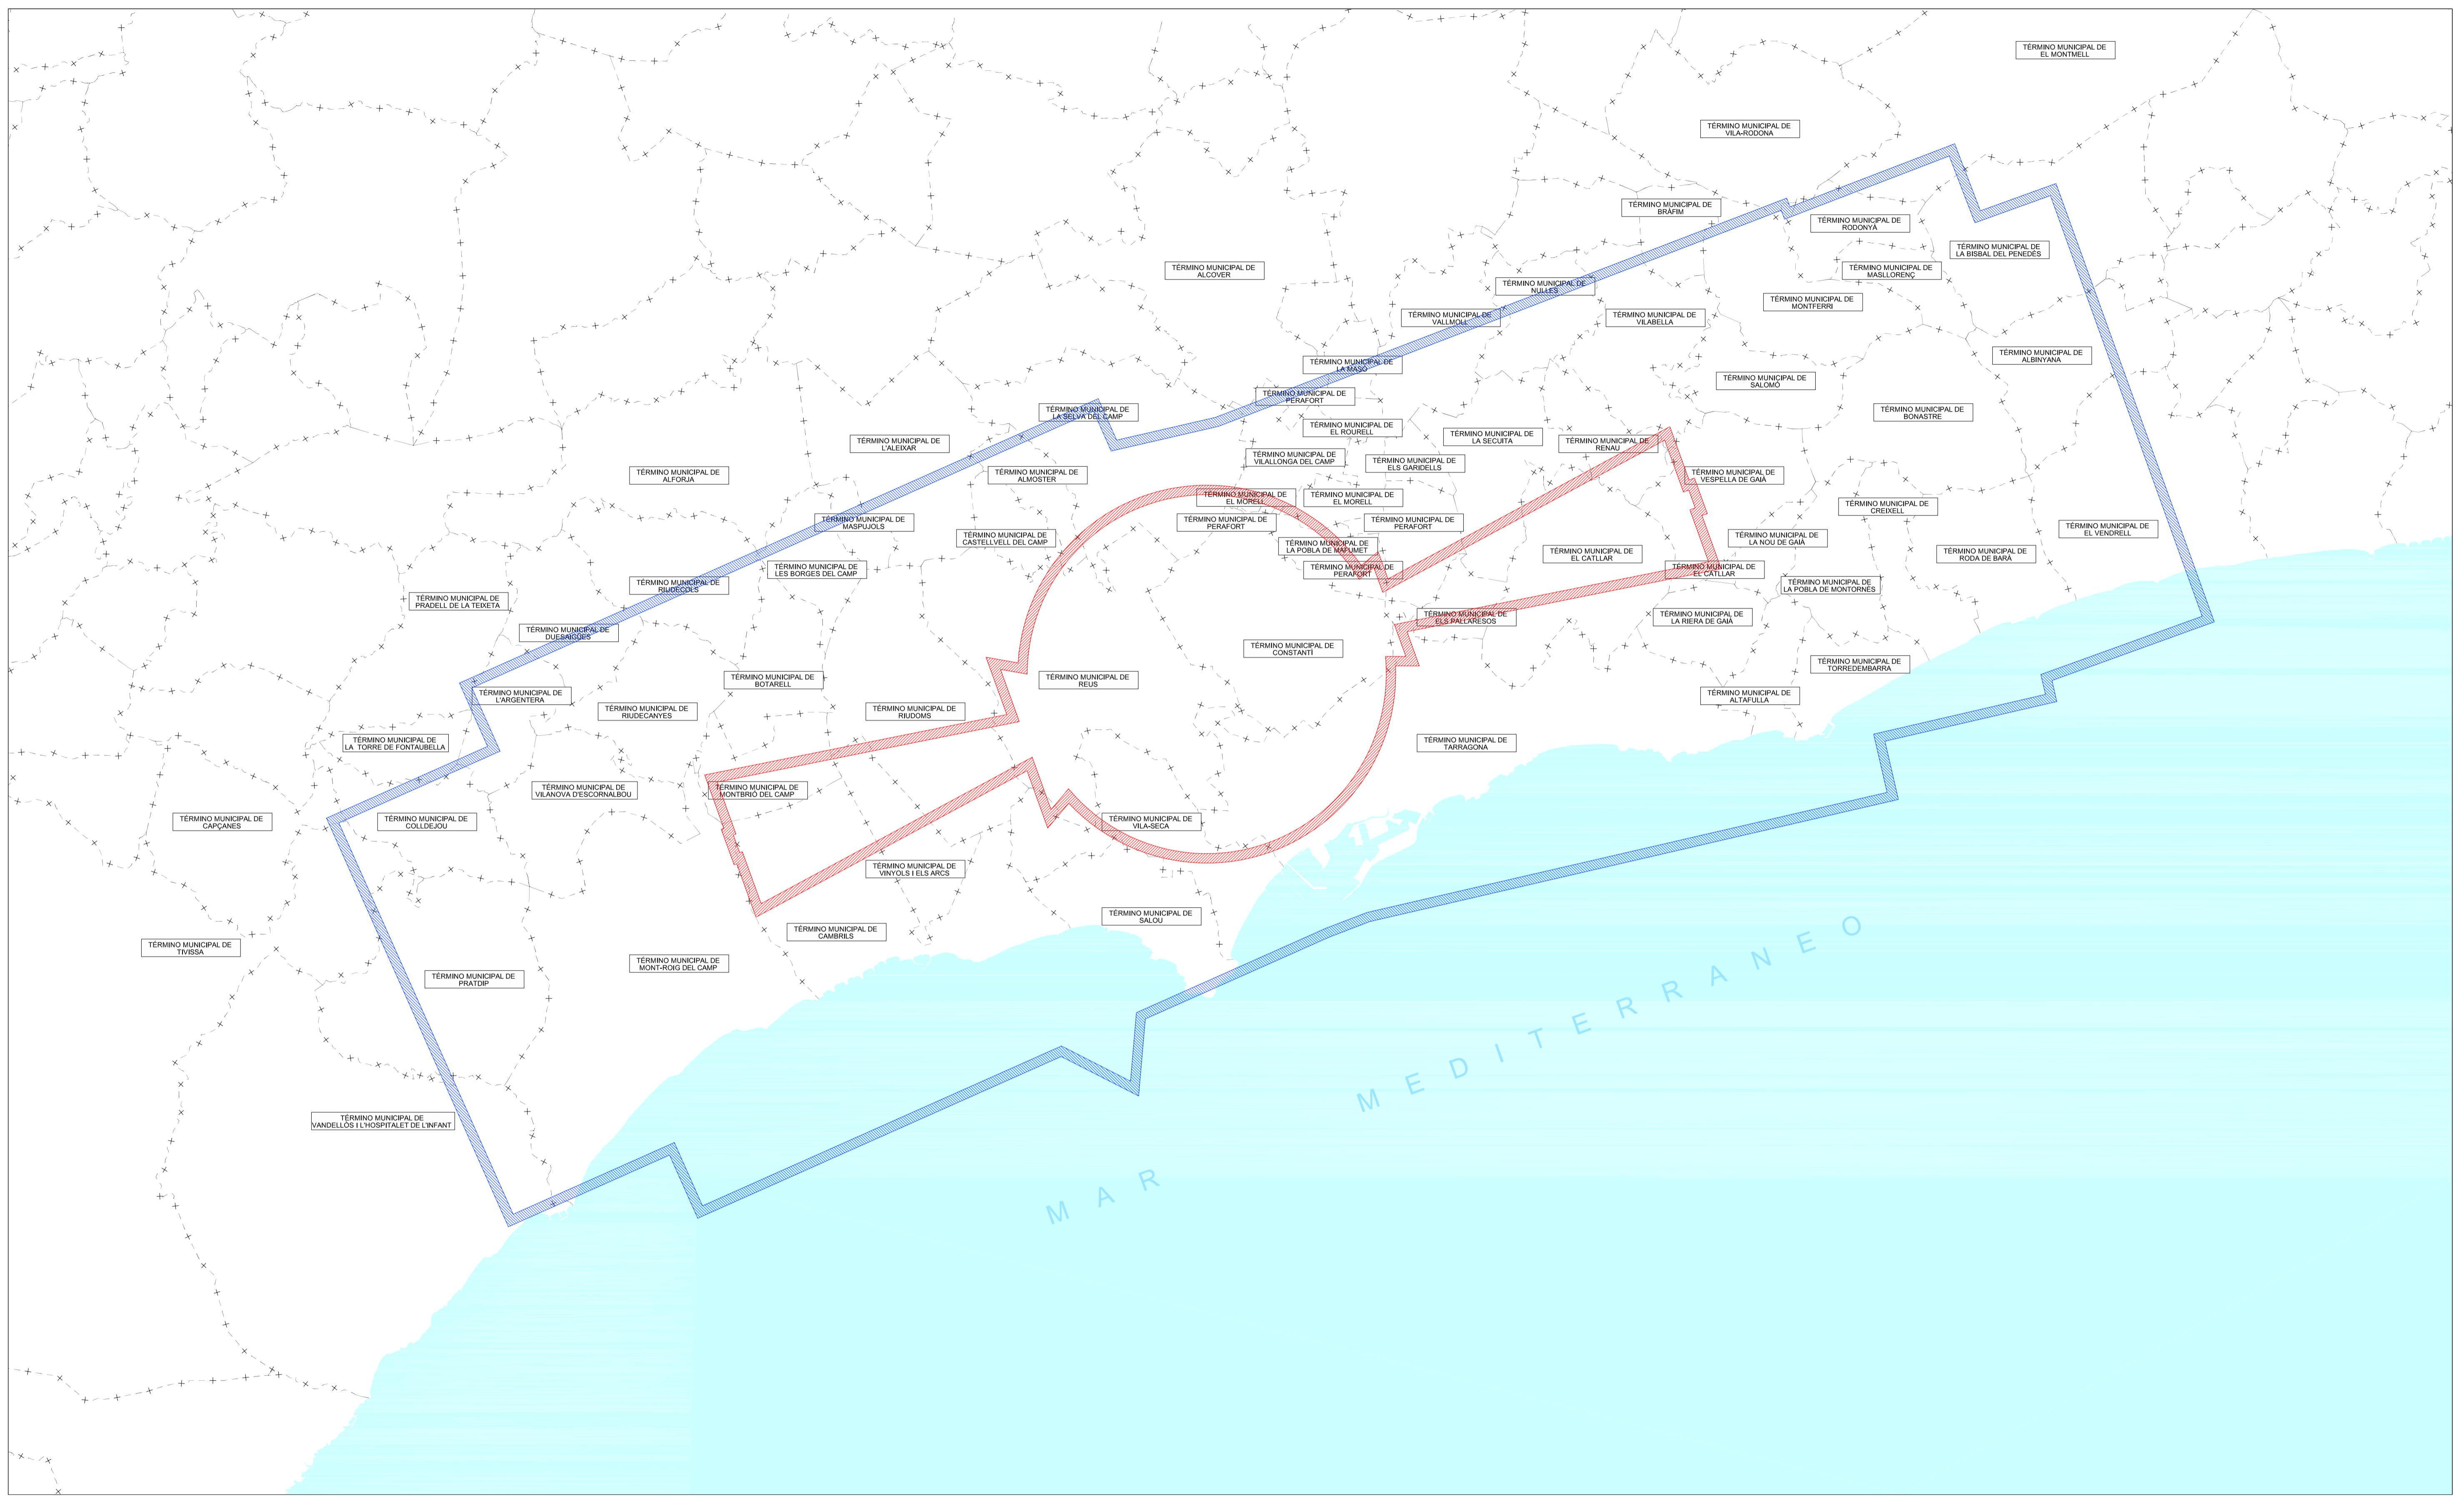 TÉRMINO MUNICIPAL DE
EL MONTMELL
TÉRMINO MUNICIPAL DE
VILA-RODONA
TÉRMINO MUNICIPAL DE
BRÀFIM
TÉRMINO MUNICIPAL DE
RODONYÀ
TÉRMINO MUNICIPAL DE
LA BISBAL DEL PENEDÈS
TÉRMINO MUNICIPAL DE
ALCOVER
TÉRMINO MUNICIPAL DE
MASLLORENÇ
TÉRMINO MUNICIPAL DE
NULLES
TÉRMINO MUNICIPAL DE
MONTFERRI
TÉRMINO MUNICIPAL DE
VALLMOLL
TÉRMINO MUNICIPAL DE
VILABELLA
TÉRMINO MUNICIPAL DE
ALBINYANA
TÉRMINO MUNICIPAL DE
LA MASÓ
TÉRMINO MUNICIPAL DE
SALOMÓ
TÉRMINO MUNICIPAL DE
PERAFORT
TÉRMINO MUNICIPAL DE
LA SELVA DEL CAMP
TÉRMINO MUNICIPAL DE
BONASTRE
TÉRMINO MUNICIPAL DE
EL ROURELL
TÉRMINO MUNICIPAL DE
LA SECUITA
TÉRMINO MUNICIPAL DE
L'ALEIXAR
TÉRMINO MUNICIPAL DE
RENAU
TÉRMINO MUNICIPAL DE
VILALLONGA DEL CAMP
TÉRMINO MUNICIPAL DE
ELS GARIDELLS
TÉRMINO MUNICIPAL DE
ALFORJA
TÉRMINO MUNICIPAL DE
ALMOSTER
TÉRMINO MUNICIPAL DE
VESPELLA DE GAIÀ
TÉRMINO MUNICIPAL DE
EL MORELL
TÉRMINO MUNICIPAL DE
EL MORELL
TÉRMINO MUNICIPAL DE
CREIXELL
TÉRMINO MUNICIPAL DE
MASPUJOLS
TÉRMINO MUNICIPAL DE
PERAFORT
TÉRMINO MUNICIPAL DE
PERAFORT
TÉRMINO MUNICIPAL DE
EL VENDRELL
TÉRMINO MUNICIPAL DE
CASTELLVELL DEL CAMP
TÉRMINO MUNICIPAL DE
LA POBLA DE MAFUMET
TÉRMINO MUNICIPAL DE
LA NOU DE GAIÀ
TÉRMINO MUNICIPAL DE
EL CATLLAR
TÉRMINO MUNICIPAL DE
RODA DE BARÀ
TÉRMINO MUNICIPAL DE
LES BORGES DEL CAMP
TÉRMINO MUNICIPAL DE
PERAFORT
TÉRMINO MUNICIPAL DE
EL CATLLAR
TÉRMINO MUNICIPAL DE
RIUDECOLS
TÉRMINO MUNICIPAL DE
LA POBLA DE MONTORNÈS
TÉRMINO MUNICIPAL DE
PRADELL DE LA TEIXETA
TÉRMINO MUNICIPAL DE
ELS PALLARESOS
TÉRMINO MUNICIPAL DE
LA RIERA DE GAIÀ
TÉRMINO MUNICIPAL DE
DUESAIGÜES
TÉRMINO MUNICIPAL DE
CONSTANTÍ
TÉRMINO MUNICIPAL DE
TORREDEMBARRA
TÉRMINO MUNICIPAL DE
BOTARELL
TÉRMINO MUNICIPAL DE
REUS
TÉRMINO MUNICIPAL DE
L'ARGENTERA
TÉRMINO MUNICIPAL DE
ALTAFULLA
TÉRMINO MUNICIPAL DE
RIUDECANYES
TÉRMINO MUNICIPAL DE
RIUDOMS
TÉRMINO MUNICIPAL DE
LA TORRE DE FONTAUBELLA
TÉRMINO MUNICIPAL DE
TARRAGONA
TÉRMINO MUNICIPAL DE
VILANOVA D'ESCORNALBOU
TÉRMINO MUNICIPAL DE
MONTBRIÓ DEL CAMP
TÉRMINO MUNICIPAL DE
CAPÇANES
TÉRMINO MUNICIPAL DE
COLLDEJOU
TÉRMINO MUNICIPAL DE
VILA-SECA
TÉRMINO MUNICIPAL DE
VINYOLS I ELS ARCS
TÉRMINO MUNICIPAL DE
SALOU
TÉRMINO MUNICIPAL DE
CAMBRILS
TÉRMINO MUNICIPAL DE
TIVISSA
TÉRMINO MUNICIPAL DE
MONT-ROIG DEL CAMP
TÉRMINO MUNICIPAL DE
PRATDIP
TÉRMINO MUNICIPAL DE
VANDELLÒS I L'HOSPITALET DE L'INFANT
MAR MEDITERRANEO